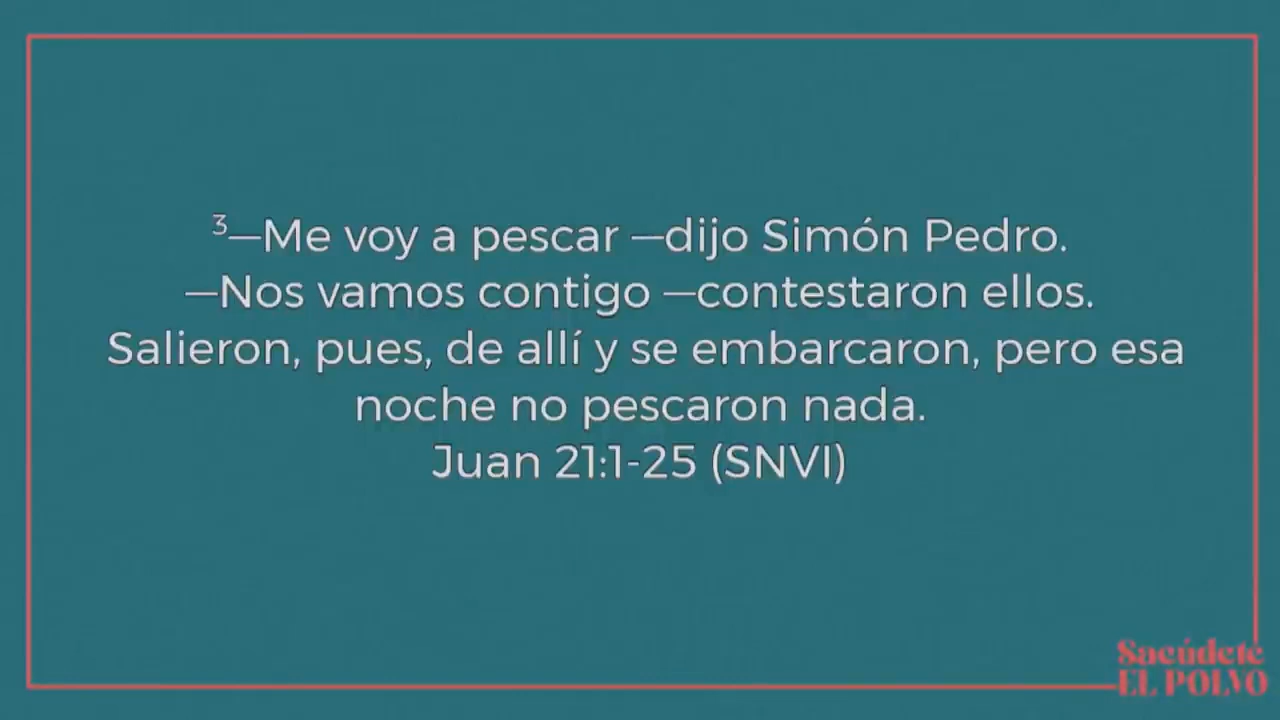 ³—Me voy a pescar —dijo Simón Pedro.
—Nos vamos contigo —contestaron ellos.
Salieron, pues, de allí y se embarcaron, pero esa
noche no pescaron nada.
Juan 21:1-25 (SNVI)
Sacúdete
EL POLVO